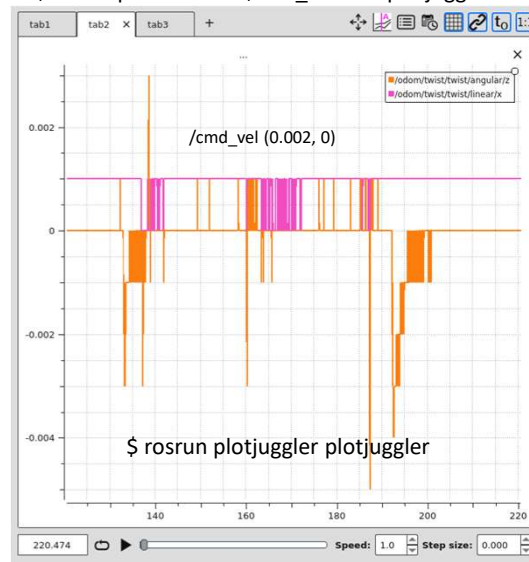 tab1 tab2 × tab3 +
...
/odom/twist/twist/angular/z
/odom/twist/twist/linear/x
/cmd_vel (0.002, 0)
0.002
0
-0.002
-0.004
$ rosrun plotjuggler plotjuggler
140 160 180 200 220
220.474 Speed: 1.0 Step size: 0.000